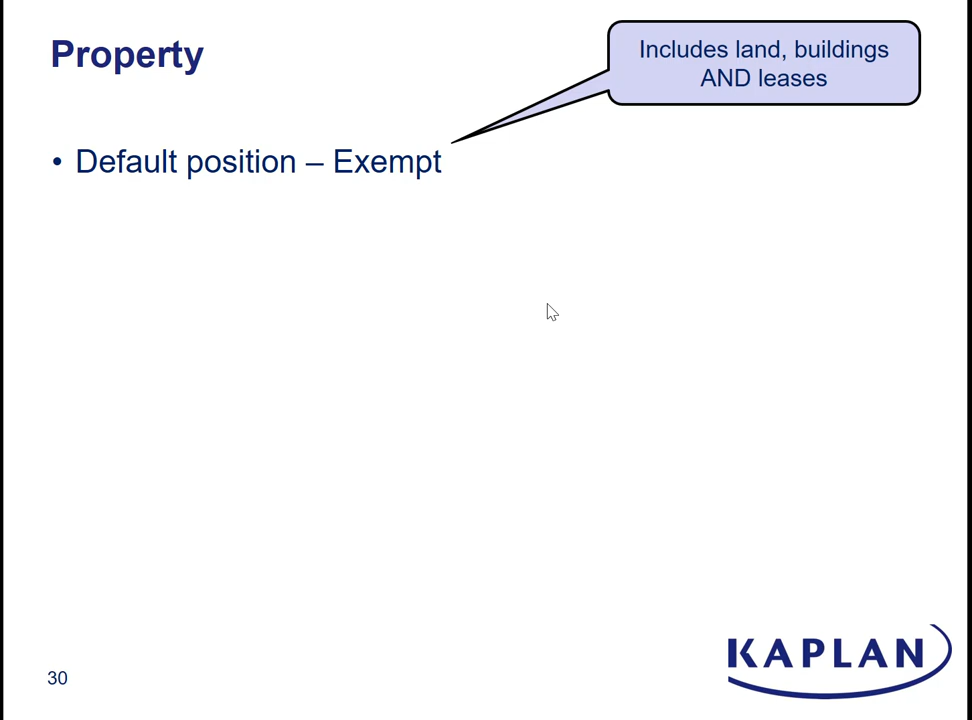 Property
Includes land, buildings
AND leases
• Default position – Exempt
30
KAPLAN